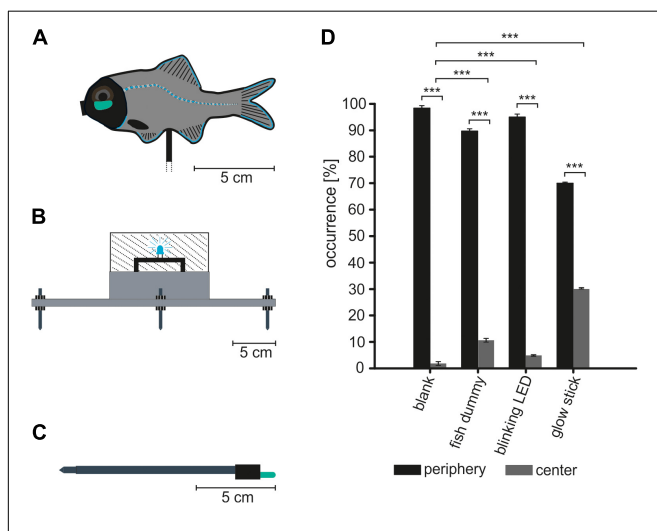 A
5 cm
B
5 cm
C
5 cm
D
***
***
***
***
***
***
***
occurrence [%]
100
90
80
70
60
50
40
30
20
10
0
blank
fish dummy
blinking LED
glow stick
periphery
center